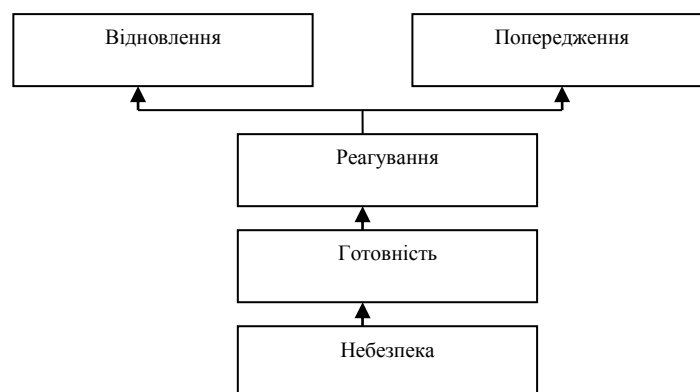 Відновлення
Попередження
Реагування
Готовність
Небезпека